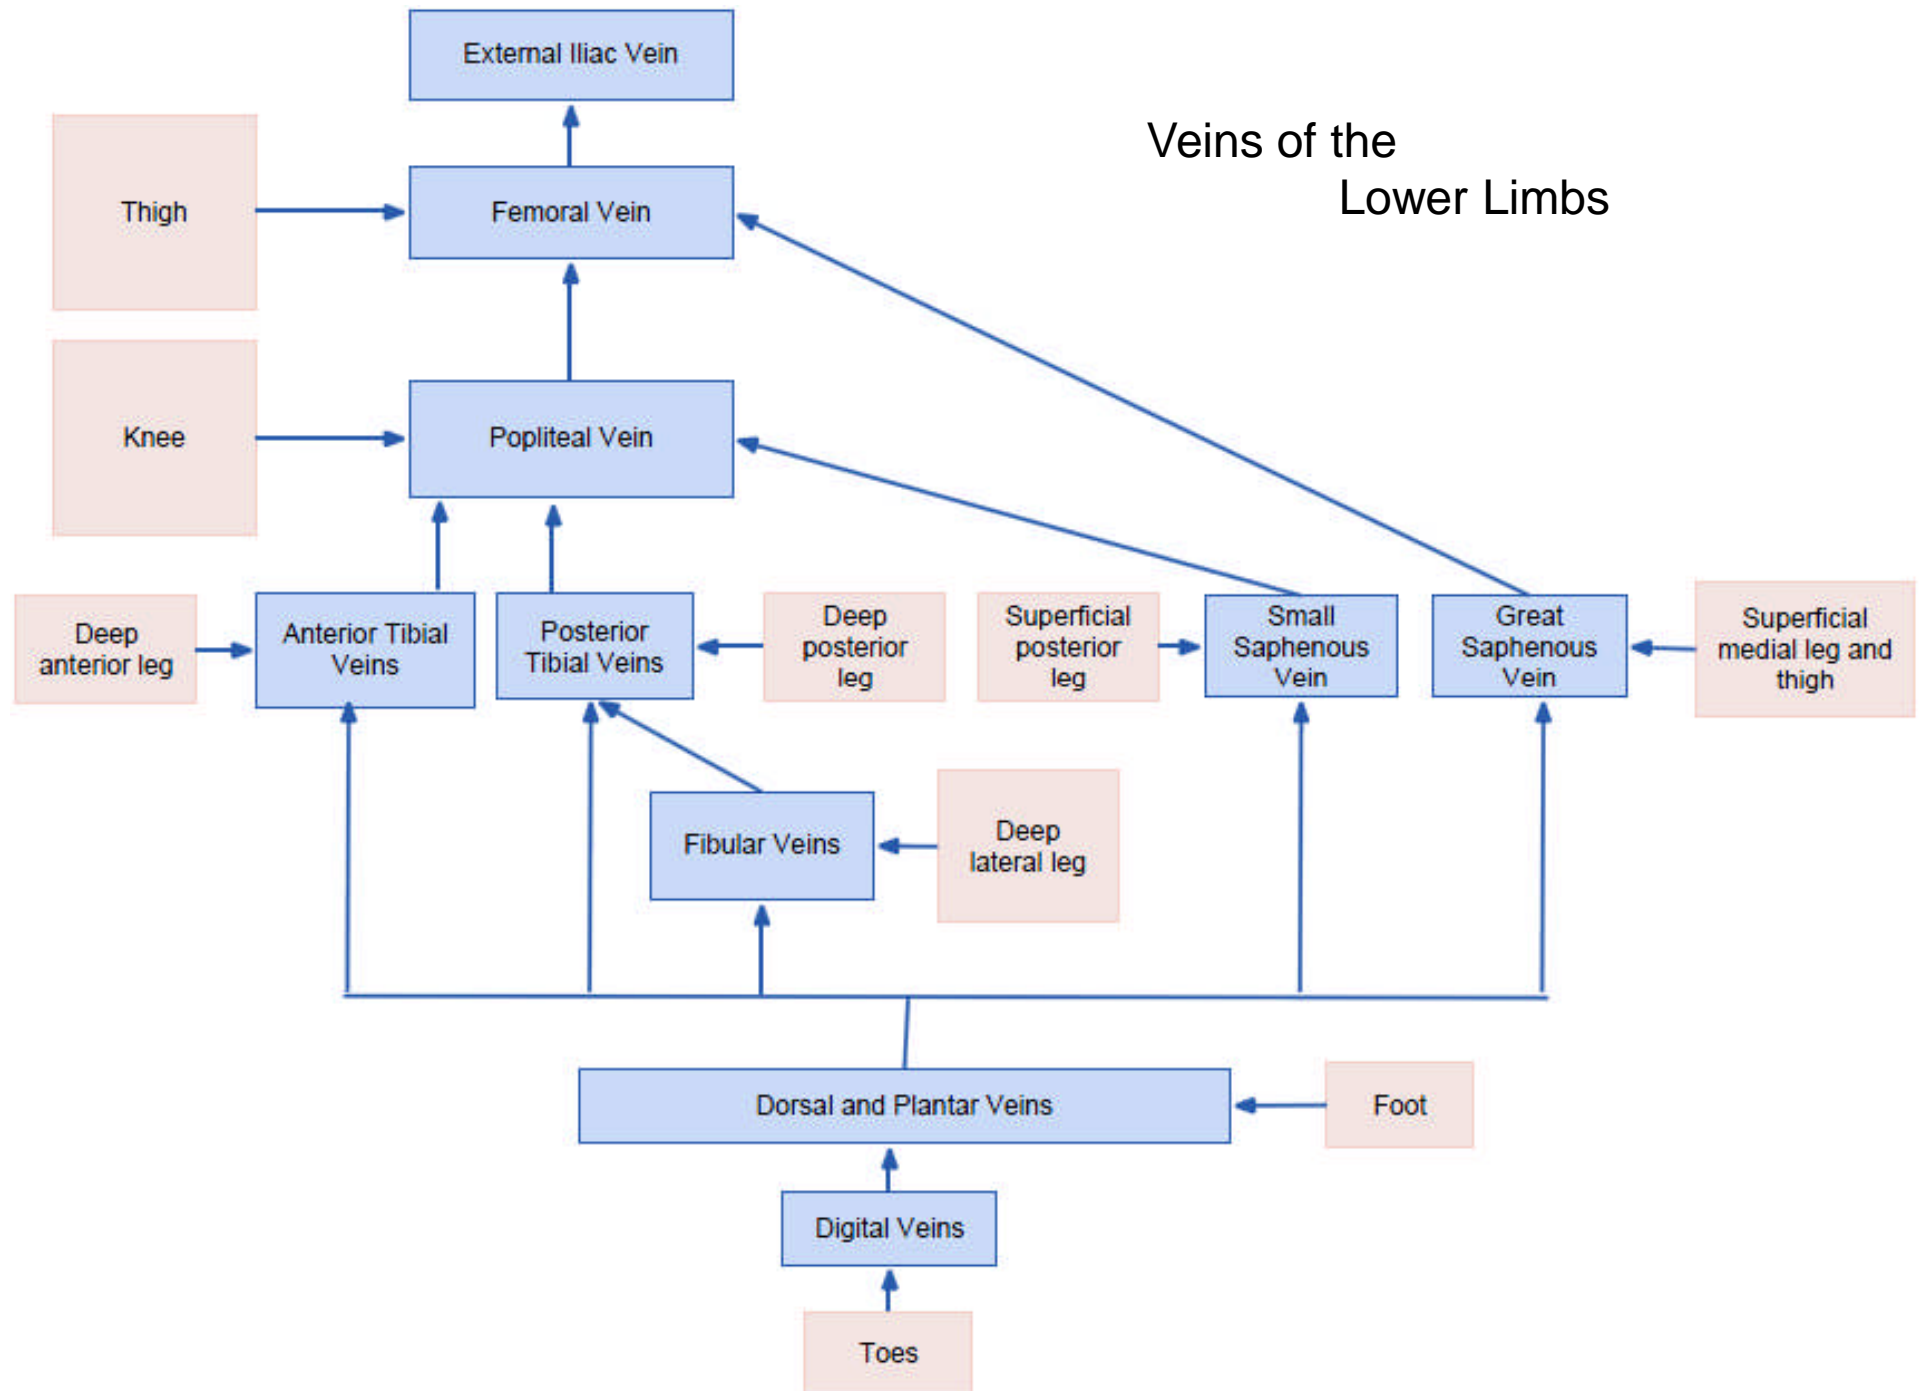 External Iliac Vein
Veins of the
Lower Limbs
Thigh
Femoral Vein
Knee
Popliteal Vein
Deep
anterior leg
Anterior Tibial
Veins
Posterior
Tibial Veins
Deep
posterior
leg
Superficial
posterior
leg
Small
Saphenous
Vein
Great
Saphenous
Vein
Superficial
medial leg and
thigh
Fibular Veins
Deep
lateral leg
Dorsal and Plantar Veins
Foot
Digital Veins
Toes